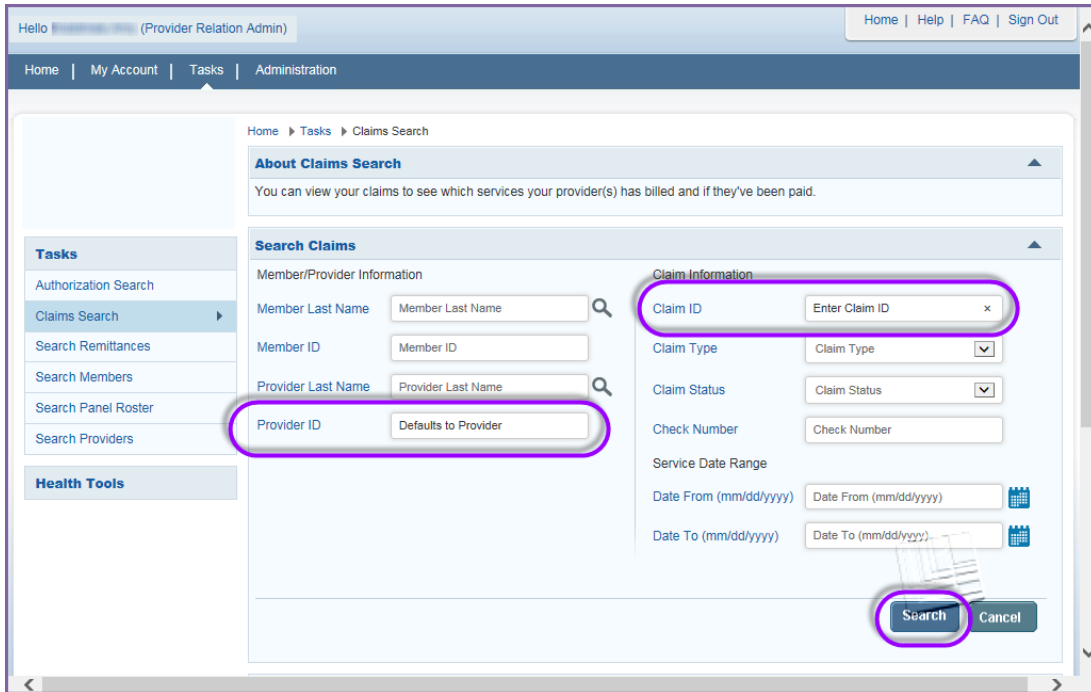 Hello (Provider Relation Admin)
Home | Help | FAQ | Sign Out
Home | My Account | Tasks | Administration
Home Tasks Claims Search
About Claims Search
You can view your claims to see which services your provider(s) has billed and if they've been paid.
Tasks
Authorization Search
Claims Search
Search Remittances
Search Members
Search Panel Roster
Search Providers
Health Tools
Search Claims
Member/Provider Information
Member Last Name Member Last Name
Member ID Member ID
Provider Last Name Provider Last Name
Provider ID Defaults to Provider
Claim Information
Claim ID Enter Claim ID ×
Claim Type Claim Type
Claim Status Claim Status
Check Number Check Number
Service Date Range
Date From (mm/dd/yyyy) Date From (mm/dd/yyyy)
Date To (mm/dd/yyyy) Date To (mm/dd/yyyy)
Search Cancel